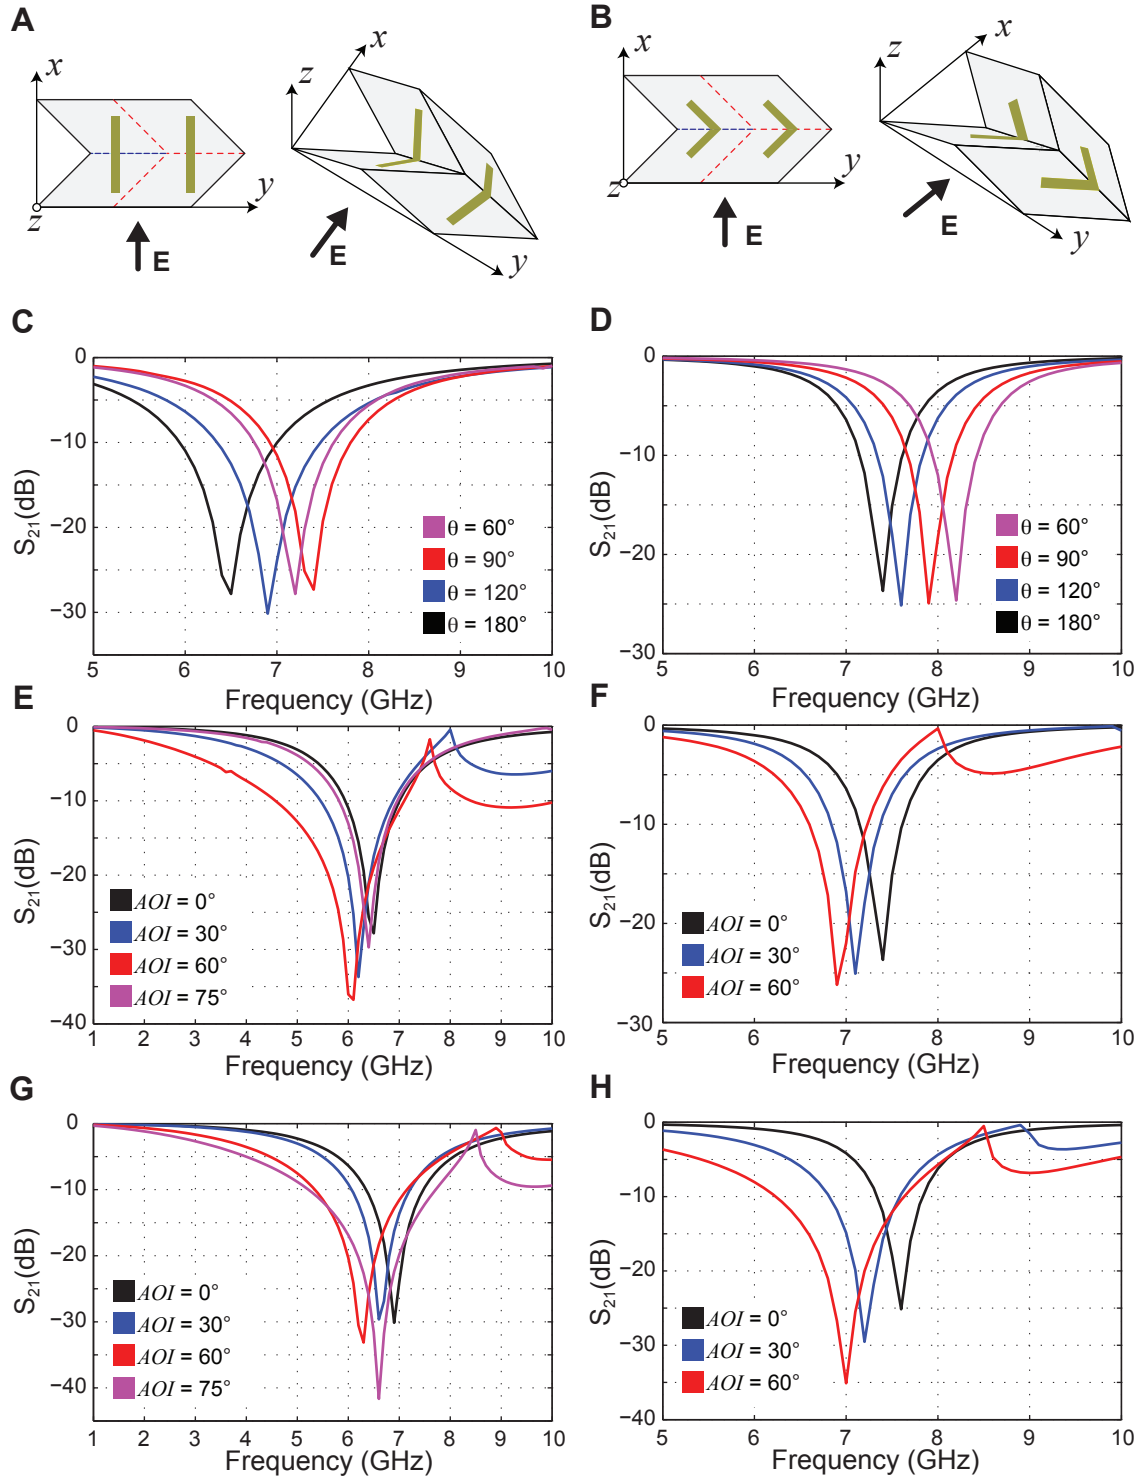 A
B
x
y
z
E
x
z
y
E
x
y
z
E
x
z
y
E
C
0
−10
−20
−30
S21(dB)
θ = 60°
θ = 90°
θ = 120°
θ = 180°
5 6 7 8 9 10
Frequency (GHz)
D
0
−10
−20
−30
S21(dB)
θ = 60°
θ = 90°
θ = 120°
θ = 180°
5 6 7 8 9 10
Frequency (GHz)
E
0
−10
−20
−30
−40
S21(dB)
AOI = 0°
AOI = 30°
AOI = 60°
AOI = 75°
1 2 3 4 5 6 7 8 9 10
Frequency (GHz)
F
0
−10
−20
−30
S21(dB)
AOI = 0°
AOI = 30°
AOI = 60°
5 6 7 8 9 10
Frequency (GHz)
G
0
−10
−20
−30
−40
S21(dB)
AOI = 0°
AOI = 30°
AOI = 60°
AOI = 75°
1 2 3 4 5 6 7 8 9 10
Frequency (GHz)
H
0
−10
−20
−30
−40
S21(dB)
AOI = 0°
AOI = 30°
AOI = 60°
5 6 7 8 9 10
Frequency (GHz)